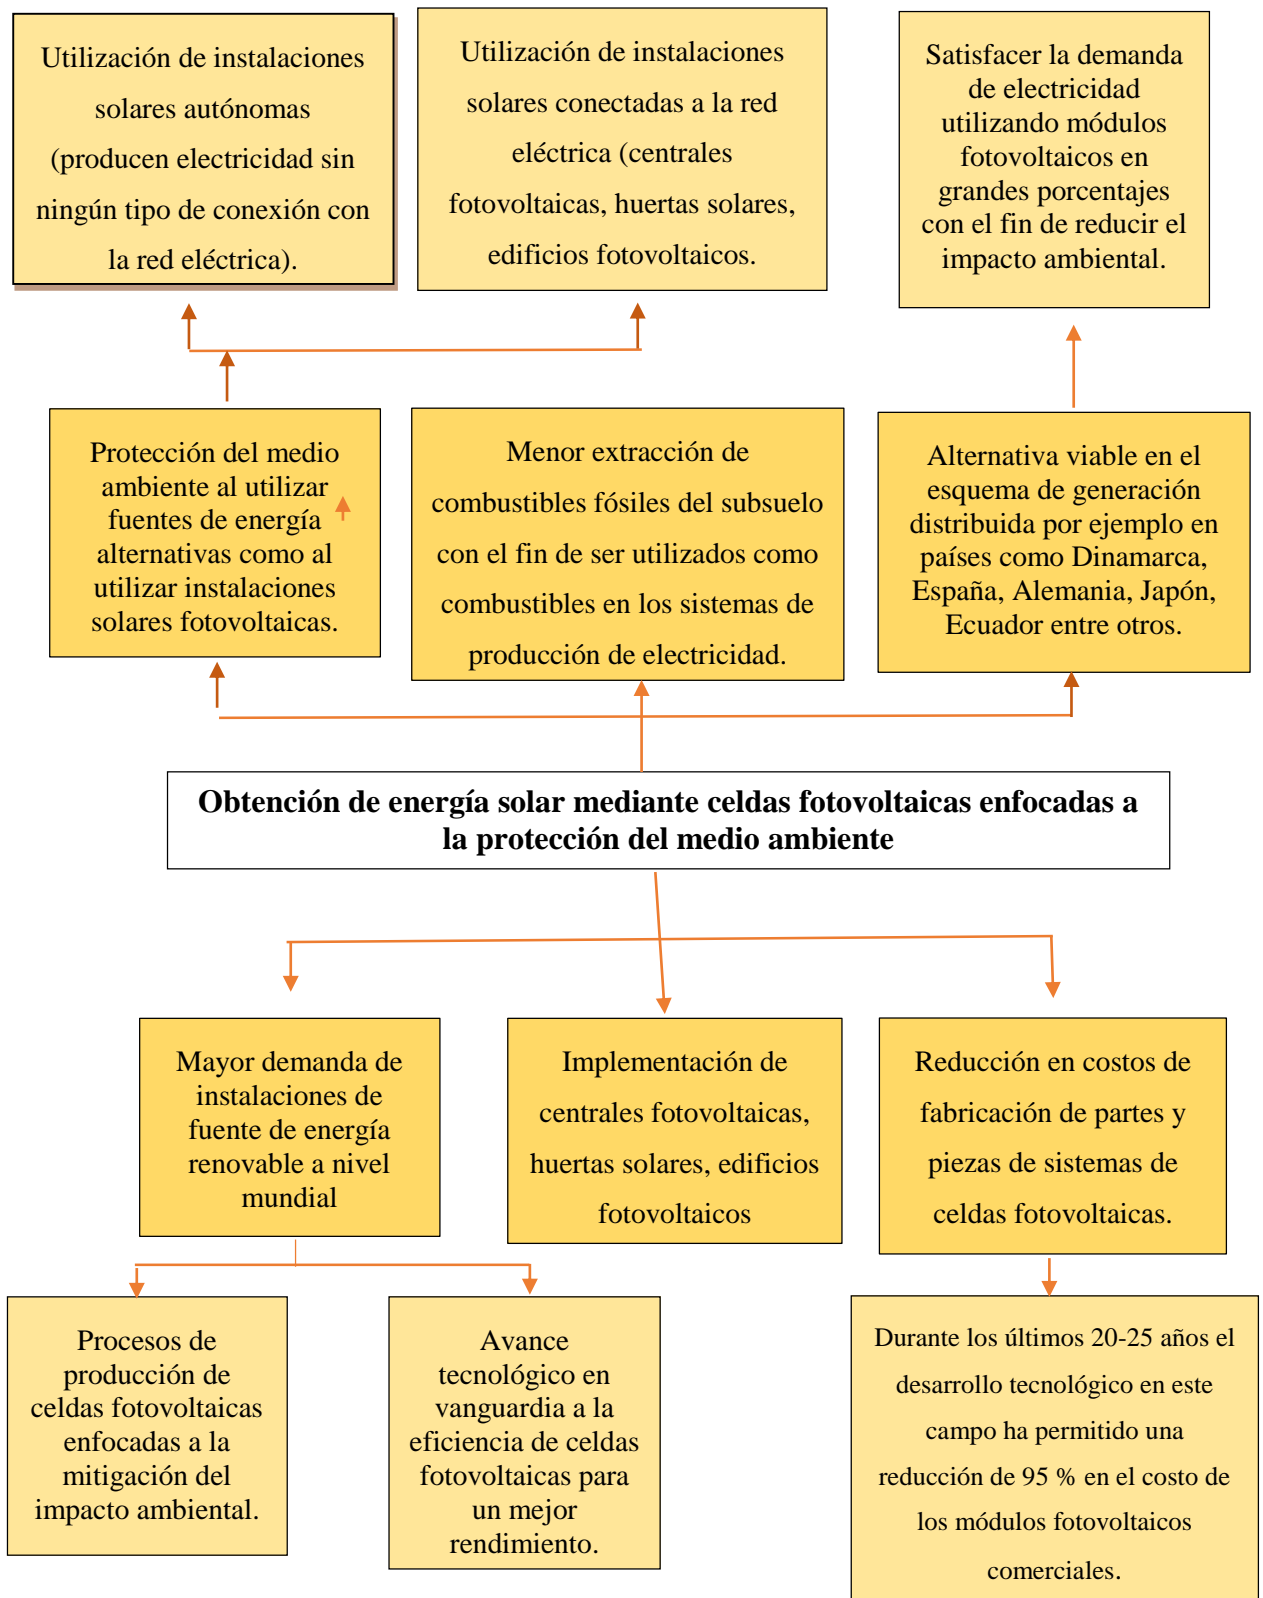 Utilización de instalaciones
solares autónomas
(producen electricidad sin
ningún tipo de conexión con
la red eléctrica).
Utilización de instalaciones
solares conectadas a la red
eléctrica (centrales
fotovoltaicas, huertas solares,
edificios fotovoltaicos.
Satisfacer la demanda
de electricidad
utilizando módulos
fotovoltaicos en
grandes porcentajes
con el fin de reducir el
impacto ambiental.
Protección del medio
ambiente al utilizar
fuentes de energía
alternativas como al
utilizar instalaciones
solares fotovoltaicas.
Menor extracción de
combustibles fósiles del subsuelo
con el fin de ser utilizados como
combustibles en los sistemas de
producción de electricidad.
Alternativa viable en el
esquema de generación
distribuida por ejemplo en
países como Dinamarca,
España, Alemania, Japón,
Ecuador entre otros.
Obtención de energía solar mediante celdas fotovoltaicas enfocadas a
la protección del medio ambiente
Mayor demanda de
instalaciones de
fuente de energía
renovable a nivel
mundial
Implementación de
centrales fotovoltaicas,
huertas solares, edificios
fotovoltaicos
Reducción en costos de
fabricación de partes y
piezas de sistemas de
celdas fotovoltaicas.
Procesos de
producción de
celdas fotovoltaicas
enfocadas a la
mitigación del
impacto ambiental.
Avance
tecnológico en
vanguardia a la
eficiencia de celdas
fotovoltaicas para
un mejor
rendimiento.
Durante los últimos 20-25 años el
desarrollo tecnológico en este
campo ha permitido una
reducción de 95 % en el costo de
los módulos fotovoltaicos
comerciales.